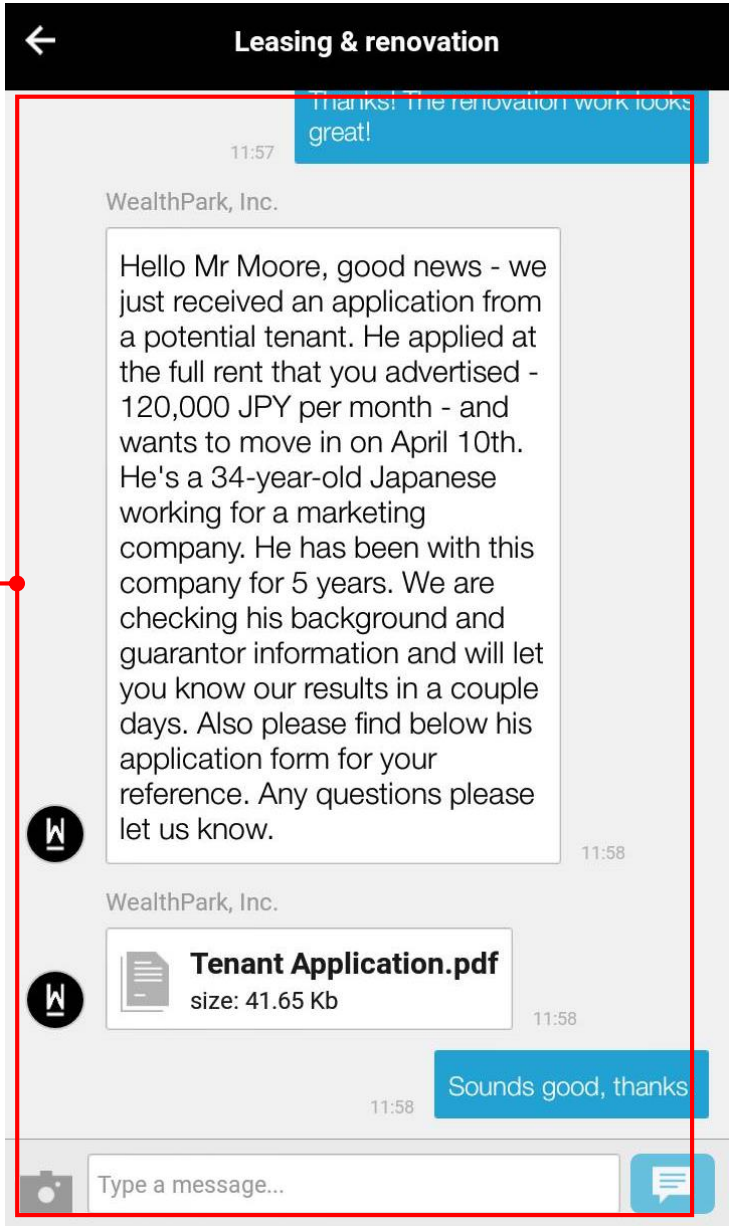 Leasing & renovation
Thanks! The renovation work looks
great!
11:57
WealthPark, Inc.
Hello Mr Moore, good news - we
just received an application from
a potential tenant. He applied at
the full rent that you advertised -
120,000 JPY per month - and
wants to move in on April 10th.
He's a 34-year-old Japanese
working for a marketing
company. He has been with this
company for 5 years. We are
checking his background and
guarantor information and will let
you know our results in a couple
days. Also please find below his
application form for your
reference. Any questions please
let us know.
11:58
WealthPark, Inc.
Tenant Application.pdf
size: 41.65 Kb
11:58
Sounds good, thanks
11:58
Type a message...